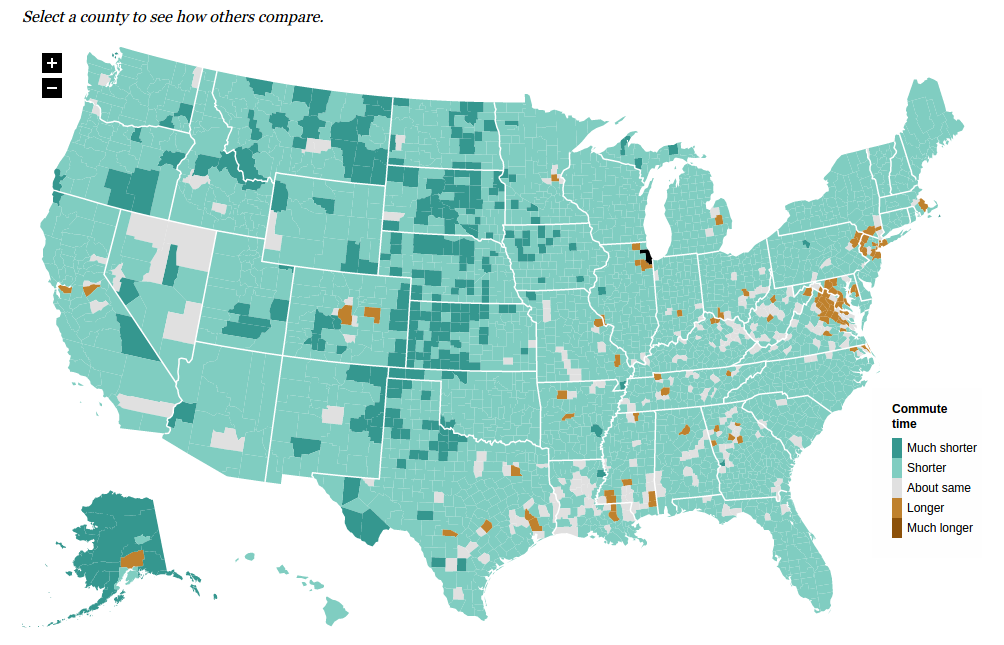 Select a county to see how others compare.
+
−
Commute
time
Much shorter
Shorter
About same
Longer
Much longer